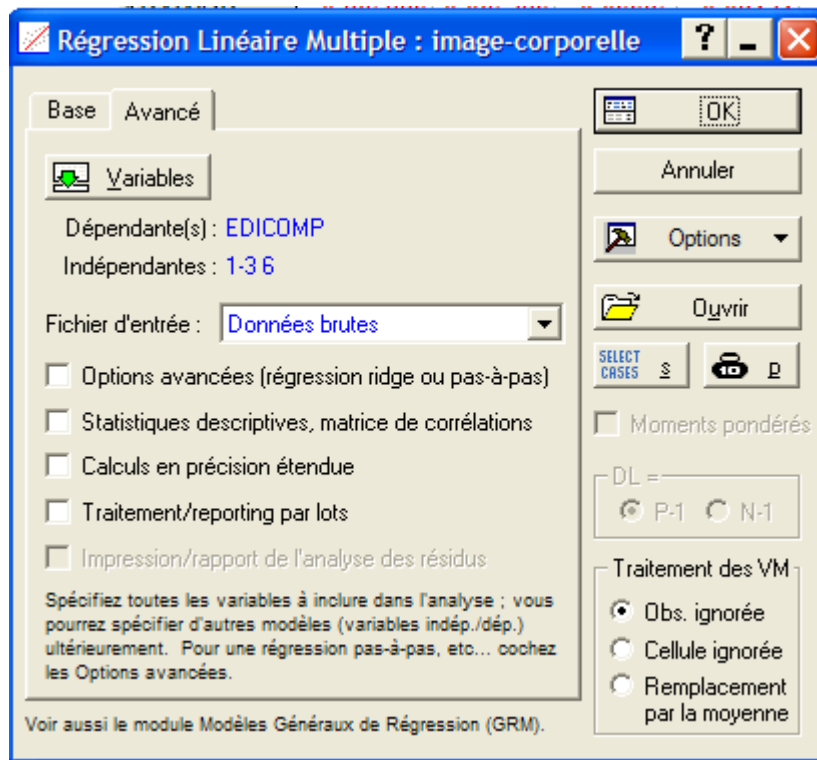 Régression Linéaire Multiple : image-corporelle
Base Avancé
Variables
Dépendante(s) : EDICOMP
Indépendantes : 1-3 6
Fichier d'entrée : Données brutes
Options avancées (régression ridge ou pas-à-pas)
Statistiques descriptives, matrice de corrélations
Calculs en précision étendue
Traitement/reporting par lots
Impression/rapport de l'analyse des résidus
Spécifiez toutes les variables à inclure dans l'analyse ; vous
pourrez spécifier d'autres modèles (variables indép./dép.)
ultérieurement. Pour une régression pas-à-pas, etc... cochez
les Options avancées.
Voir aussi le module Modèles Généraux de Régression (GRM).
OK
Annuler
Options
Ouvrir
SELECT
CASES S D
Moments pondérés
DL =
P-1 N-1
Traitement des VM
Obs. ignorée
Cellule ignorée
Remplacement
par la moyenne